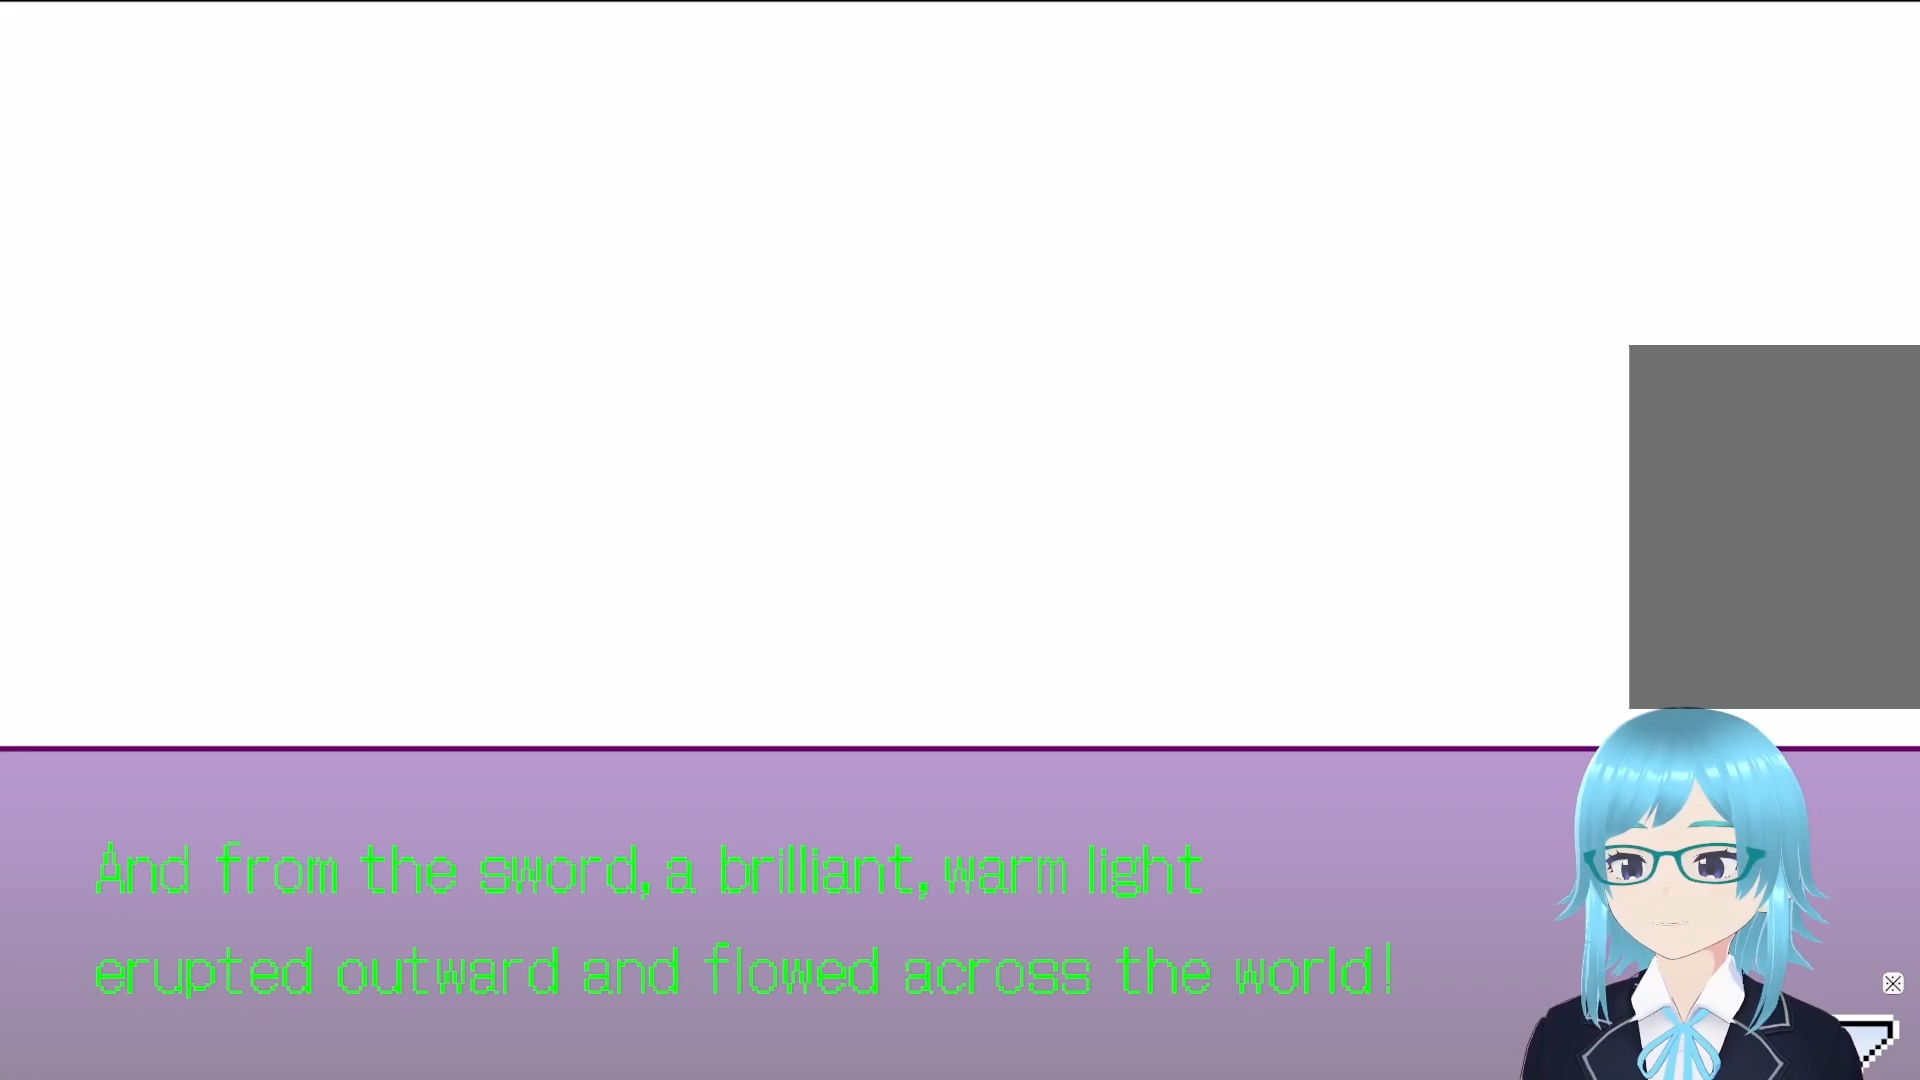 And from the sword, a brilliant, warm light
erupted outward and flowed across the world!